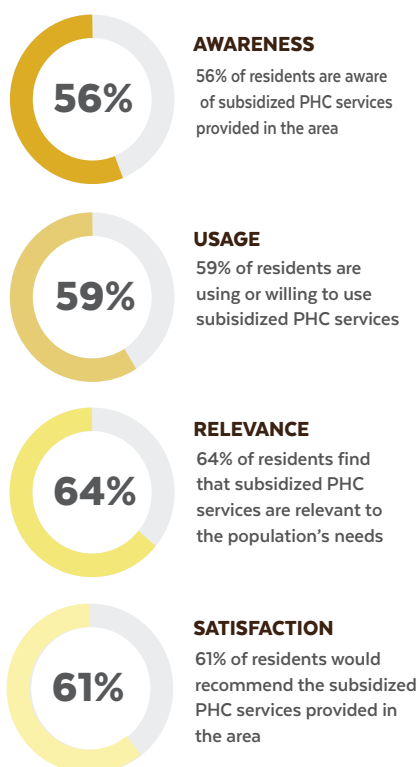 56%
AWARENESS
56% of residents are aware
of subsidized PHC services
provided in the area
59%
USAGE
59% of residents are
using or willing to use
subisidized PHC services
64%
RELEVANCE
64% of residents find
that subsidized PHC
services are relevant to
the population's needs
61%
SATISFACTION
61% of residents would
recommend the subsidized
PHC services provided in
the area